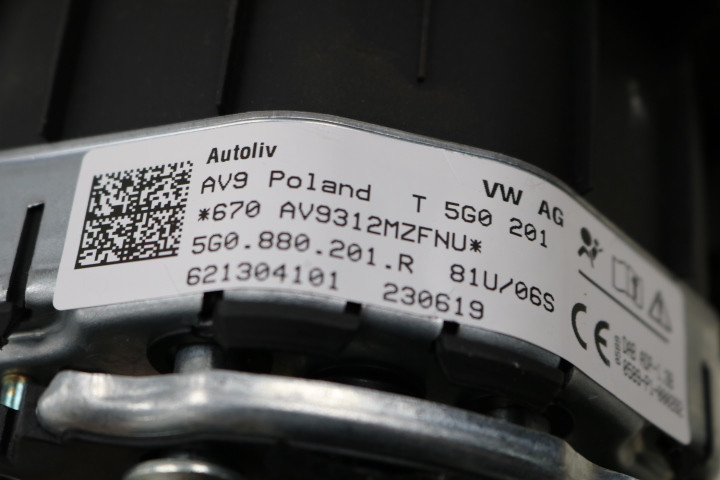 Autoliv
VW AG
AV9 Poland T 5G0 201
*670 AV9312MZFNU*
5G0.880.201.R 81U/06S
621304101 230619
CE